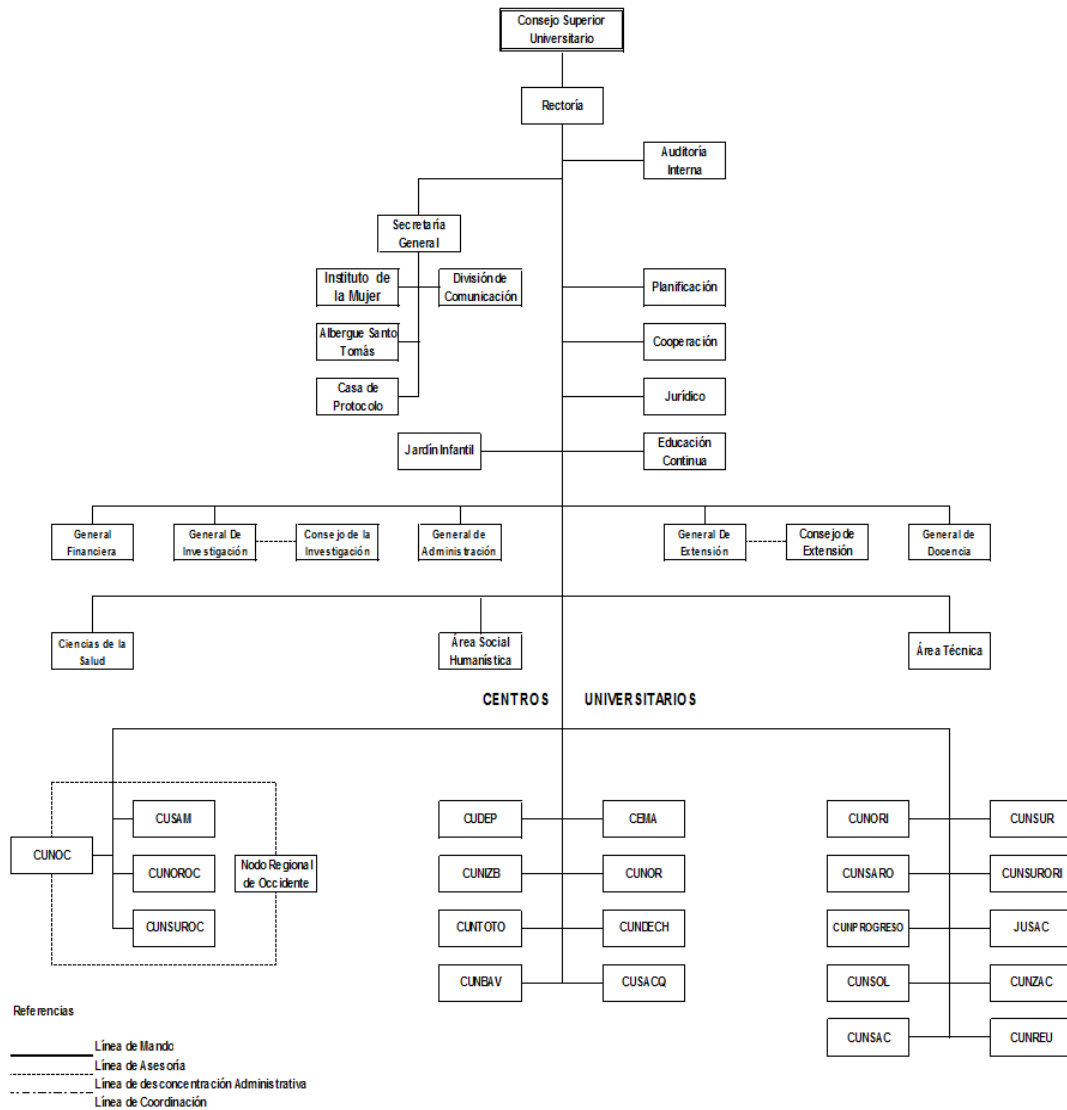 Consejo Superior
Universitario
Rectoría
Auditoría
Interna
Secretaría
General
Instituto de
la Mujer
División de
Comunicación
Planificación
Albergue Santo
Tomás
Cooperación
Casa de
Protocolo
Jurídico
Jardín Infantil
Educación
Continua
General
Financiera
General De
Investigación
Consejo de la
Investigación
General de
Administración
General De
Extensión
Consejo de
Extensión
General de
Docencia
Ciencias de la
Salud
Área Social
Humanística
Área Técnica
CENTROS UNIVERSITARIOS
CUNOC
CUSAM
CUNOROC
CUNSUROC
Nodo Regional
de Occidente
CUDEP
CEMA
CUNIZB
CUNOR
CUNTOTO
CUNDECH
CUNBAV
CUSACQ
CUNORI
CUNSUR
CUNSARO
CUNSURORI
CUNPROGRESO
JUSAC
CUNSOL
CUNZAC
CUNSAC
CUNREU
Referencias
Línea de Mando
Línea de Asesoría
Línea de desconcentración Administrativa
Línea de Coordinación